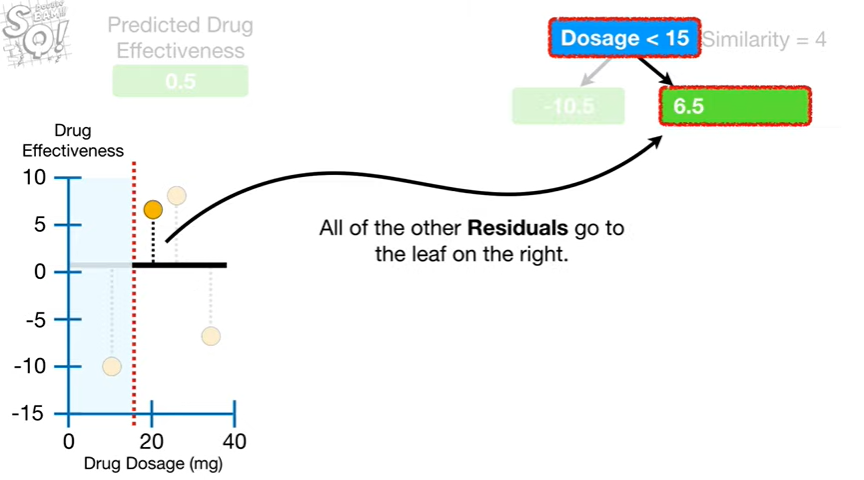 StatQuest!
Predicted Drug
Effectiveness
0.5
Dosage < 15
Similarity = 4
-10.5
6.5
Drug
Effectiveness
10
5
0
-5
-10
-15
All of the other Residuals go to
the leaf on the right.
0
20
40
Drug Dosage (mg)